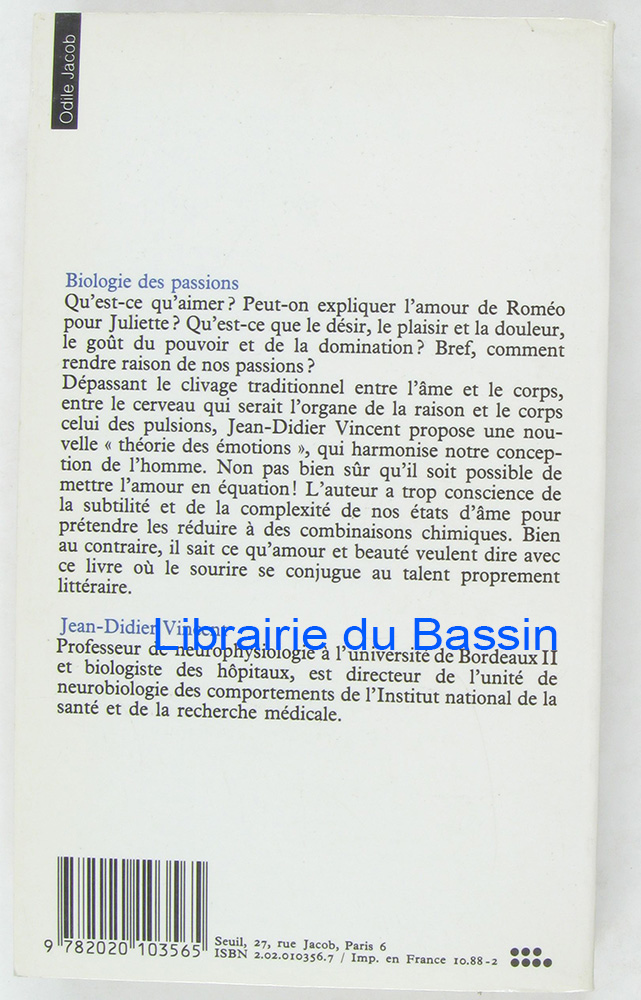 Odile Jacob
Biologie des passions
Qu'est-ce qu'aimer? Peut-on expliquer l'amour de Roméo
pour Juliette? Qu'est-ce que le désir, le plaisir et la douleur,
le goût du pouvoir et de la domination? Bref, comment
rendre raison de nos passions?
Dépassant le clivage traditionnel entre l'âme et le corps,
entre le cerveau qui serait l'organe de la raison et le corps
celui des pulsions, Jean-Didier Vincent propose une nou-
velle « théorie des émotions », qui harmonise notre concep-
tion de l'homme. Non pas bien sûr qu'il soit possible de
mettre l'amour en équation! L'auteur a trop conscience de
la subtilité et de la complexité de nos états d'âme pour
prétendre les réduire à des combinaisons chimiques. Bien
au contraire, il sait ce qu'amour et beauté veulent dire avec
ce livre où le sourire se conjugue au talent proprement
littéraire.
Jean-Didier Vincent
Librairie du Bassin
Professeur de neurophysiologie à l'université de Bordeaux II
et biologiste des hôpitaux, est directeur de l'unité de
neurobiologie des comportements de l'Institut national de la
santé et de la recherche médicale.
9 782020 103565
Seuil, 27, rue Jacob, Paris 6
ISBN 2.02.010356.7 / Imp. en France 10.88-2